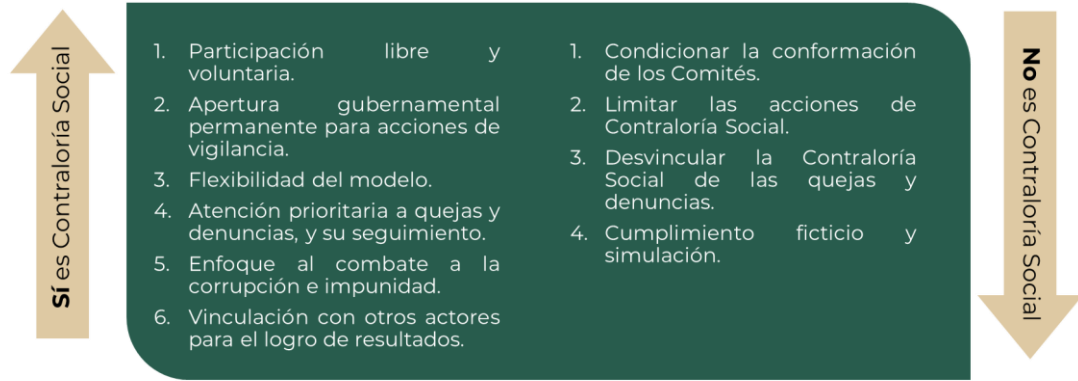 Sí es Contraloría Social
1. Participación libre y
voluntaria.
2. Apertura gubernamental
permanente para acciones de
vigilancia.
3. Flexibilidad del modelo.
4. Atención prioritaria a quejas y
denuncias, y su seguimiento.
5. Enfoque al combate a la
corrupción e impunidad.
6. Vinculación con otros actores
para el logro de resultados.
1. Condicionar la conformación
de los Comités.
2. Limitar las acciones de
Contraloría Social.
3. Desvincular la Contraloría
Social de las quejas y
denuncias.
4. Cumplimiento ficticio y
simulación.
No es Contraloría Social